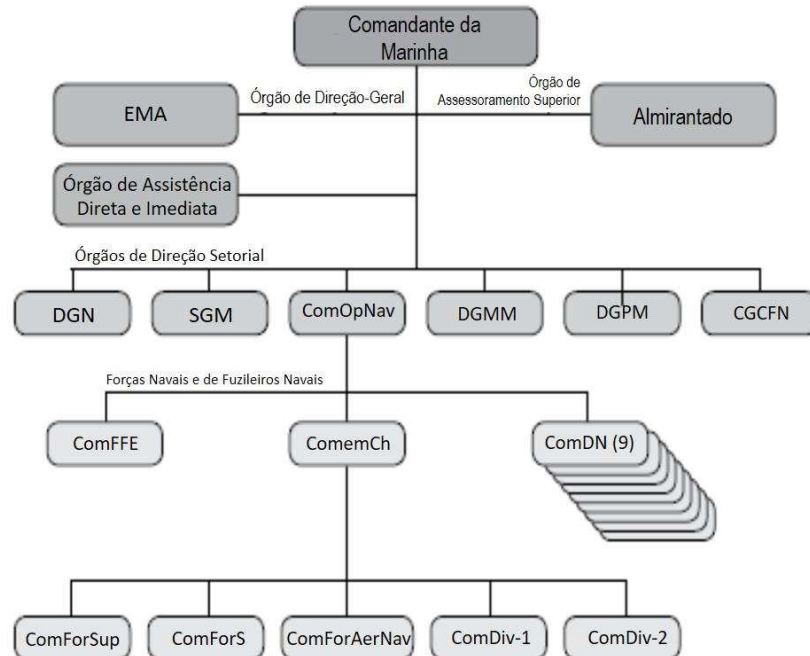 Comandante da
Marinha
EMA
Órgão de Direção-Geral
Órgão de
Assessoramento Superior
Almirantado
Órgão de Assistência
Direta e Imediata
Órgãos de Direção Setorial
DGN
SGM
ComOpNav
DGMM
DGPM
CGCFN
Forças Navais e de Fuzileiros Navais
ComFFE
ComemCh
ComDN (9)
ComForSup
ComForS
ComForAerNav
ComDiv-1
ComDiv-2